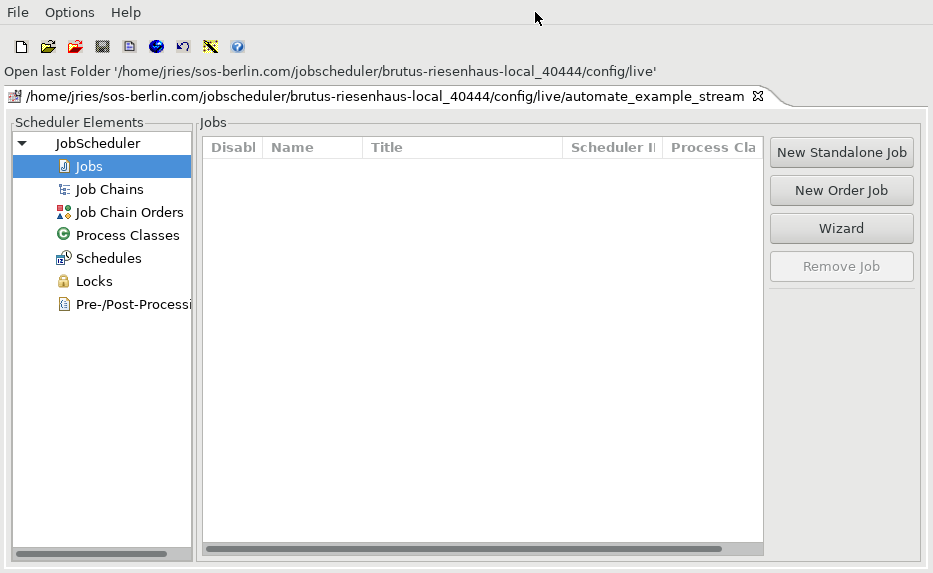 File Options Help
Open last Folder '/home/jries/sos-berlin.com/jobscheduler/brutus-riesenhaus-local_40444/config/live'
/home/jries/sos-berlin.com/jobscheduler/brutus-riesenhaus-local_40444/config/live/automate_example_stream
Scheduler Elements
JobScheduler
Jobs
Job Chains
Job Chain Orders
Process Classes
Schedules
Locks
Pre-/Post-Processi
Jobs
Disabl Name Title Scheduler II Process Cla
New Standalone Job
New Order Job
Wizard
Remove Job